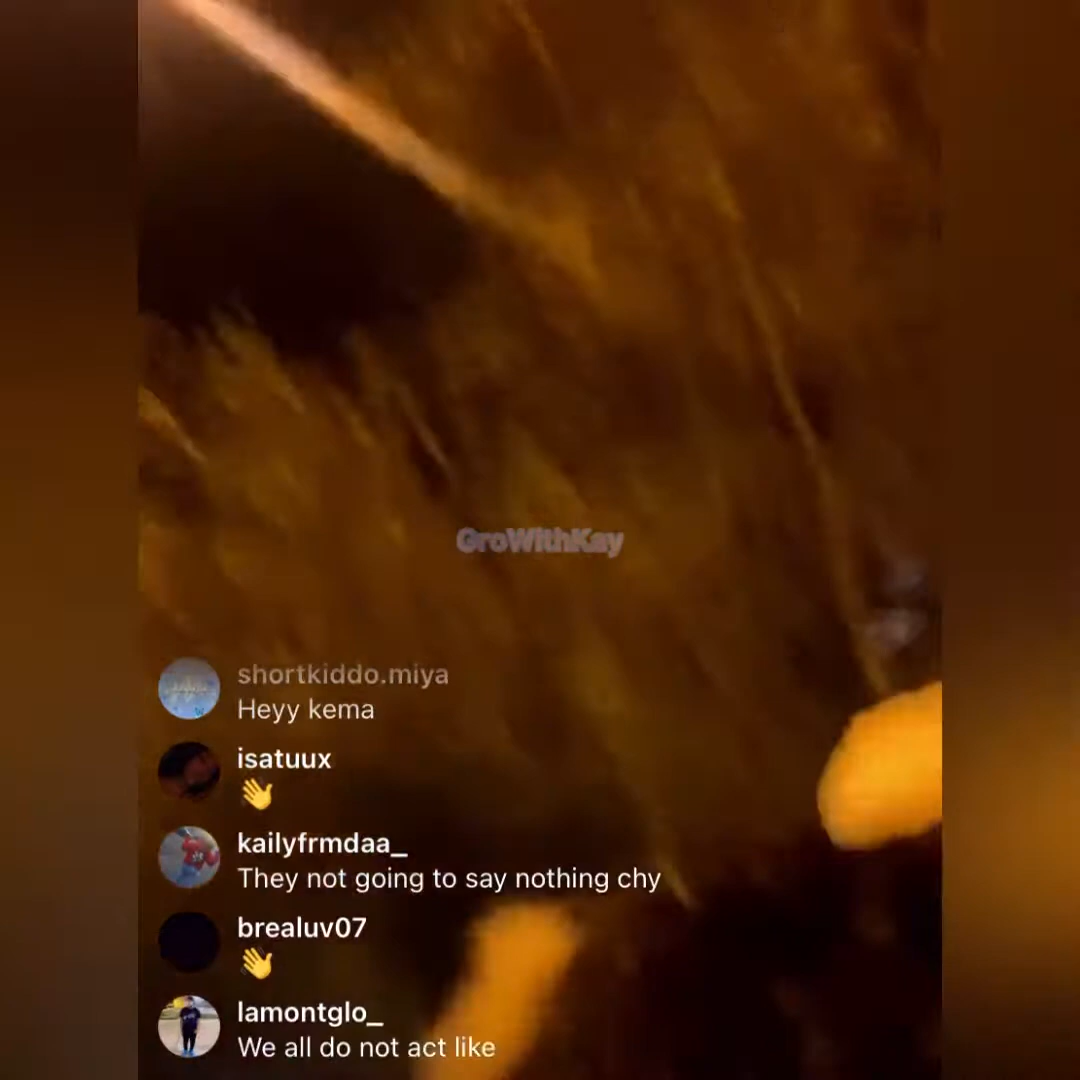 GroWithKay
shortkiddo.miya
Heyy kema
isatuux
👋
kailyfrmdaa_
They not going to say nothing chy
brealuv07
👋
lamontglo_
We all do not act like